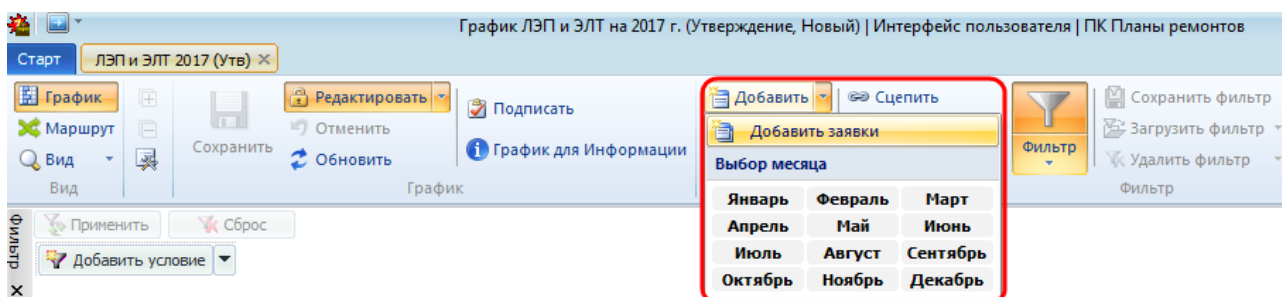 График ЛЭП и ЭЛТ на 2017 г. (Утверждение, Новый) | Интерфейс пользователя | ПК Планы ремонтов
Старт ЛЭП и ЭЛТ 2017 (Утв)
График Редактировать Подписать Добавить Сцепить Сохранить фильтр
Маршрут Сохранить Отменить Добавить заявки Фильтр Загрузить фильтр
Вид Обновить График для Информации Выбор месяца Удалить фильтр
Вид График Фильтр
Январь Февраль Март
Фильтр Применить Сброс Апрель Май Июнь
Добавить условие Июль Август Сентябрь
Октябрь Ноябрь Декабрь